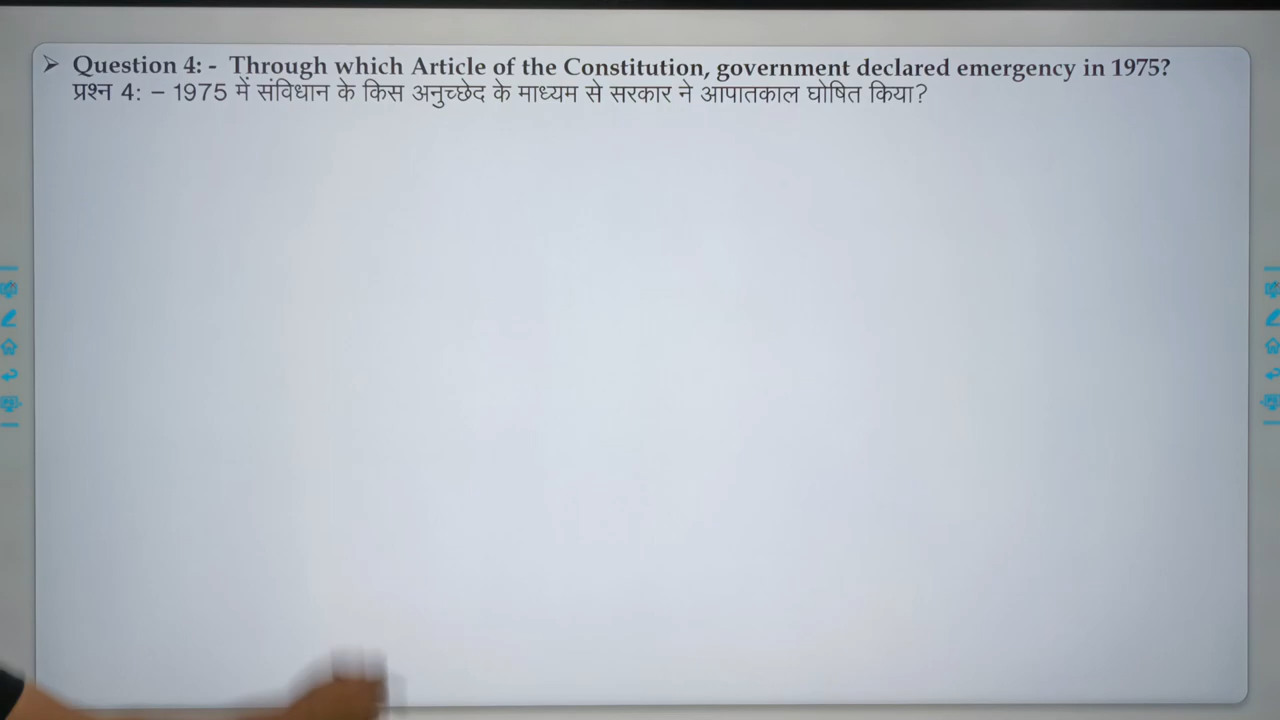 ➤ Question 4: - Through which Article of the Constitution, government declared emergency in 1975?
प्रश्न 4: – 1975 में संविधान के किस अनुच्छेद के माध्यम से सरकार ने आपातकाल घोषित किया?